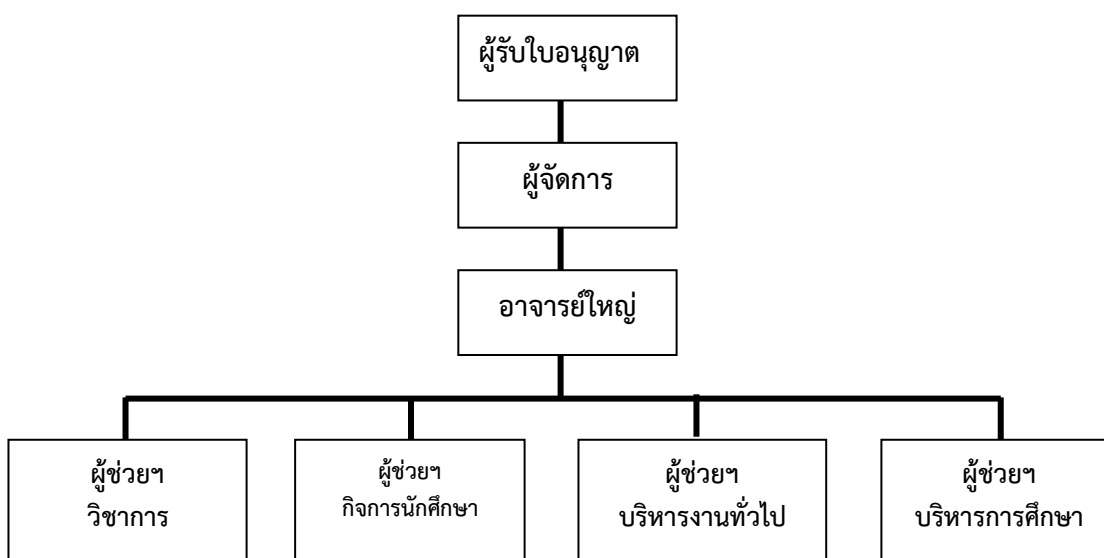 ผู้รับใบอนุญาต
ผู้จัดการ
อาจารย์ใหญ่
ผู้ช่วยฯ
วิชาการ
ผู้ช่วยฯ
กิจการนักศึกษา
ผู้ช่วยฯ
บริหารงานทั่วไป
ผู้ช่วยฯ
บริหารการศึกษา